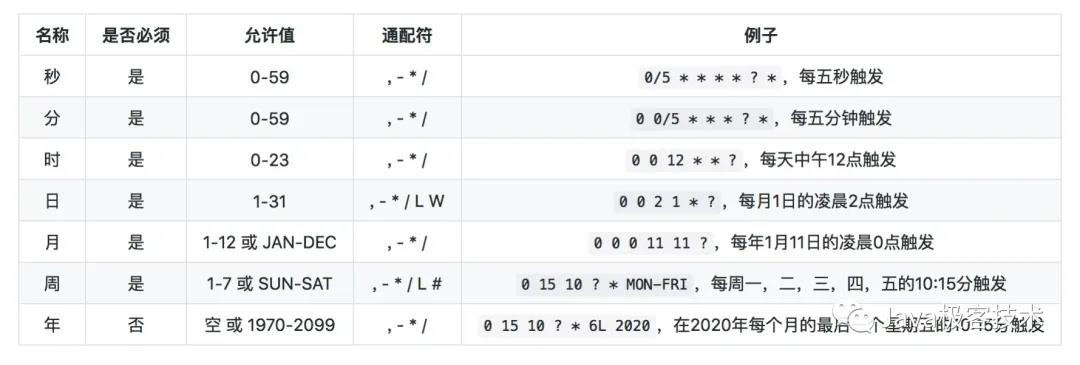 名称 是否必须 允许值 通配符 例子
秒 是 0-59 , - * / 0/5 * * * * ? *，每五秒触发
分 是 0-59 , - * / 0 0/5 * * * ? *，每五分钟触发
时 是 0-23 , - * / 0 0 12 * * ?，每天中午12点触发
日 是 1-31 , - * / L W 0 0 2 1 * ?，每月1日的凌晨2点触发
月 是 1-12 或 JAN-DEC , - * / 0 0 0 11 11 ?，每年1月11日的凌晨0点触发
周 是 1-7 或 SUN-SAT , - * / L # 0 15 10 ? * MON-FRI，每周一，二，三，四，五的10:15分触发
年 否 空 或 1970-2099 , - * / 0 15 10 ? * 6L 2020，在2020年每个月的最后一个星期五的10:15分触发
Java极客技术